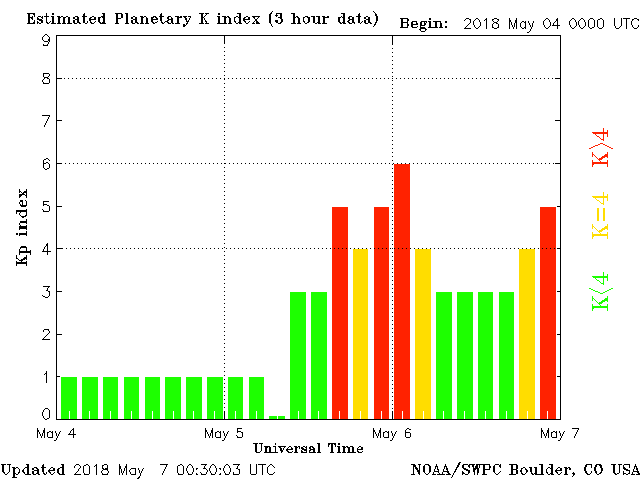 Estimated Planetary K index (3 hour data)
Begin: 2018 May 04 0000 UTC
9
8
7
6
5
4
3
2
1
0
Kp index
K>4
K=4
K<4
May 4
May 5
May 6
May 7
Universal Time
Updated 2018 May 7 00:30:03 UTC
NOAA/SWPC Boulder, CO USA